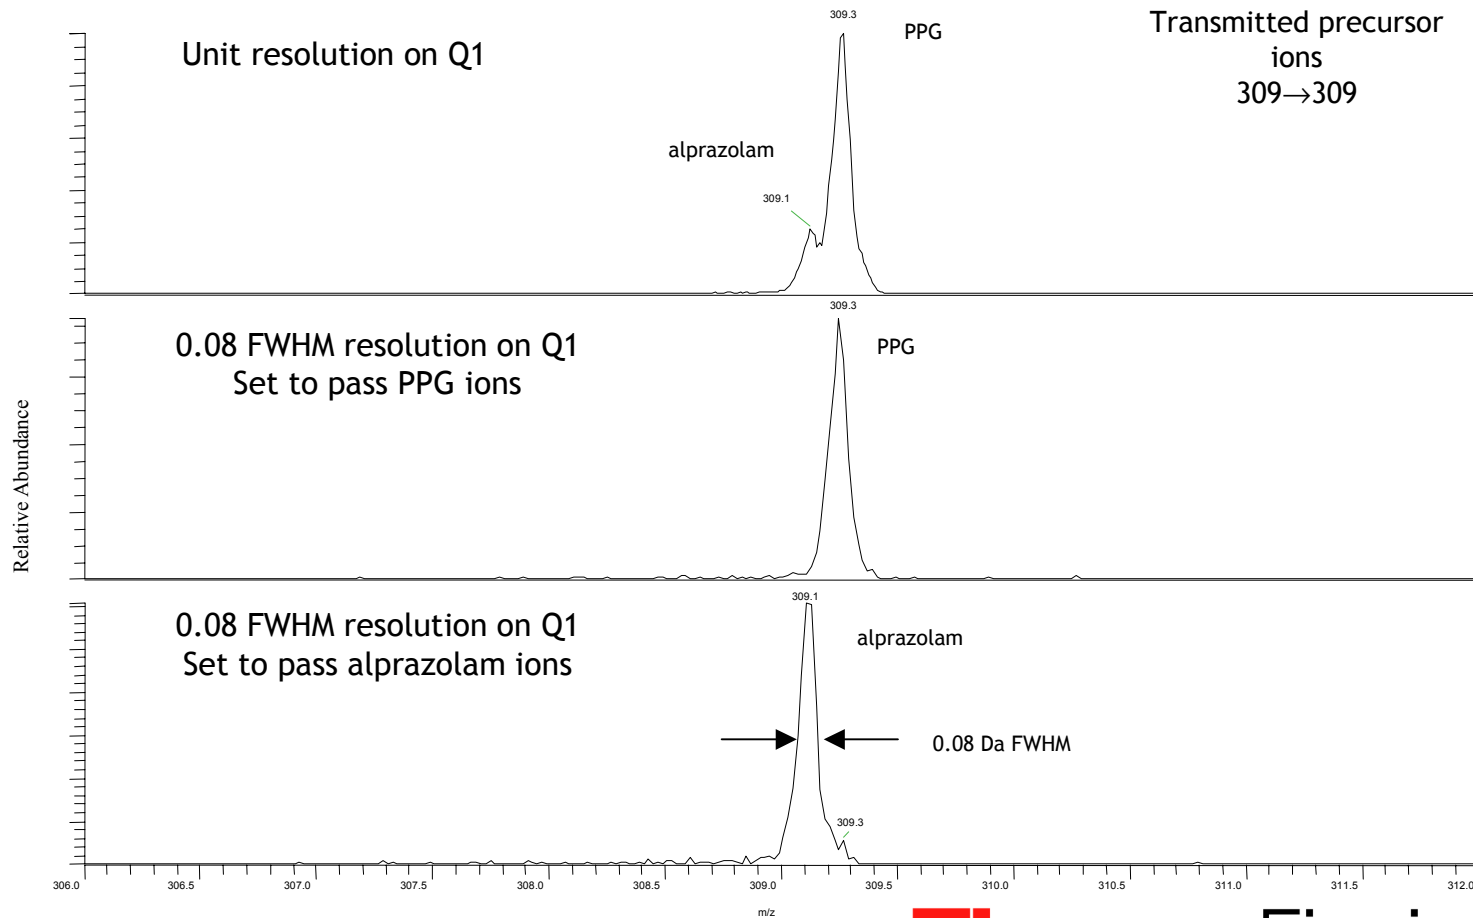 Unit resolution on Q1
309.3
PPG
Transmitted precursor
ions
309→309
alprazolam
309.1
0.08 FWHM resolution on Q1
Set to pass PPG ions
309.3
PPG
Relative Abundance
0.08 FWHM resolution on Q1
Set to pass alprazolam ions
309.1
alprazolam
0.08 Da FWHM
309.3
306.0 306.5 307.0 307.5 308.0 308.5 309.0 309.5 310.0 310.5 311.0 311.5 312.0
m/z